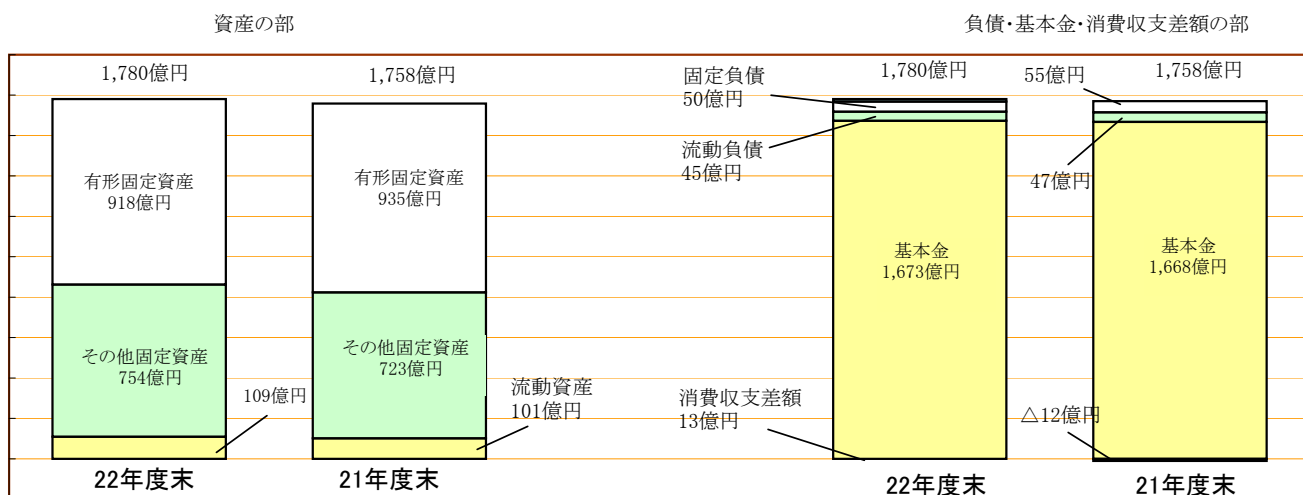 資産の部
負債・基本金・消費収支差額の部
1,780億円
1,758億円
有形固定資産
918億円
有形固定資産
935億円
その他固定資産
754億円
その他固定資産
723億円
109億円
流動資産
101億円
22年度末
21年度末
1,780億円
1,758億円
固定負債
50億円
55億円
流動負債
45億円
47億円
基本金
1,673億円
基本金
1,668億円
消費収支差額
13億円
△12億円
22年度末
21年度末